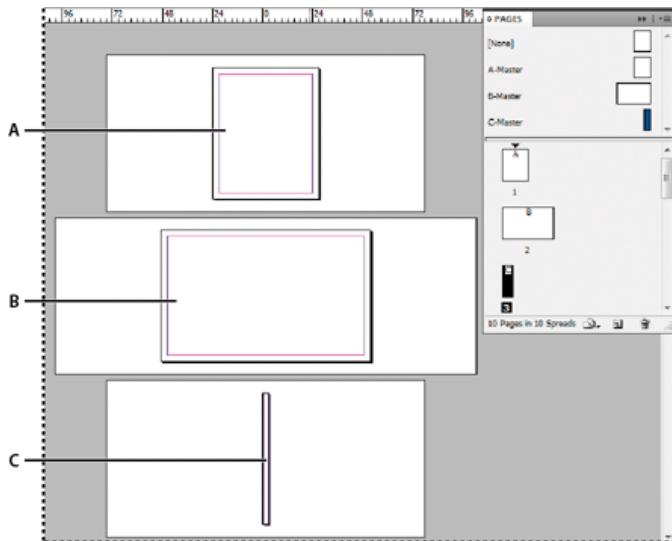 96 72 48 24 0 24 48 72 96
PAGES
[None]
A-Master
B-Master
C-Master
A
1
B
2
C
3
10 Pages in 10 Spreads
A
B
C